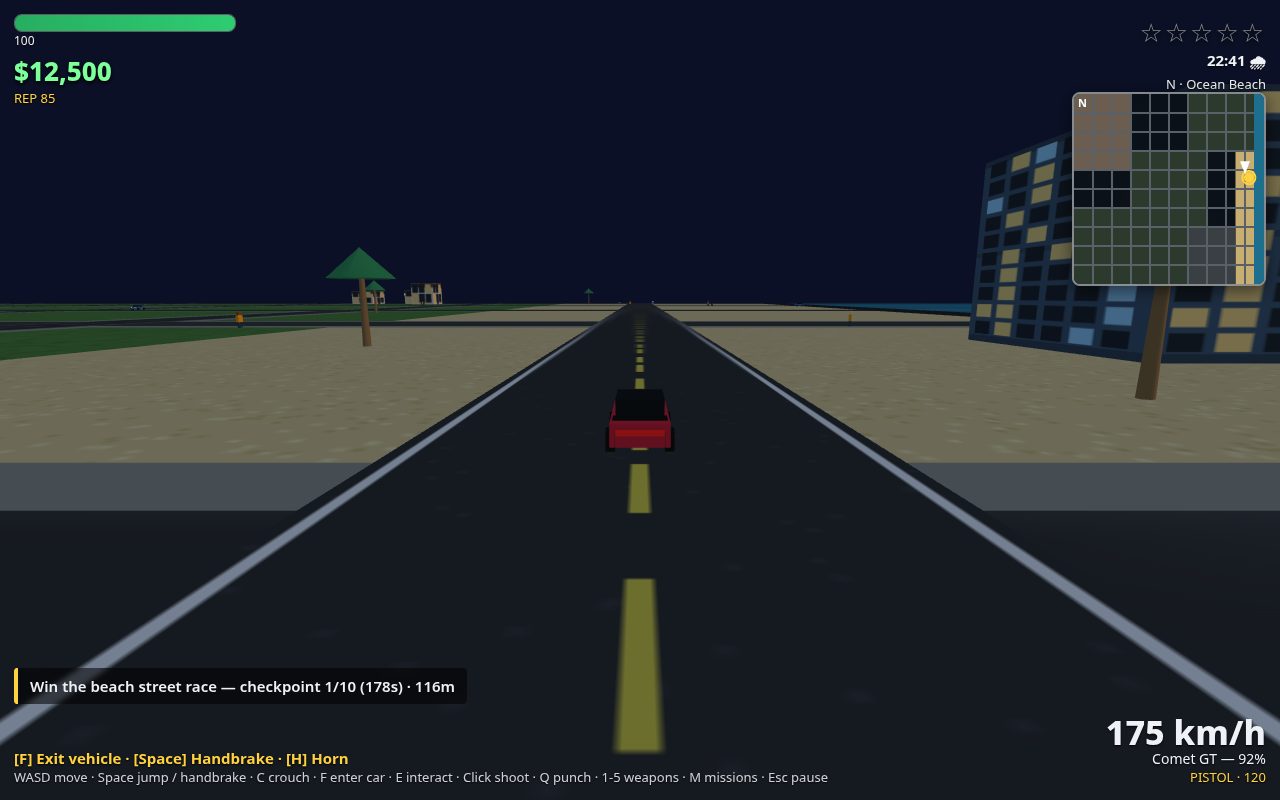 100
$12,500
REP 85
22:41
N · Ocean Beach
N
Win the beach street race — checkpoint 1/10 (178s) · 116m
175 km/h
Comet GT — 92%
PISTOL · 120
[F] Exit vehicle · [Space] Handbrake · [H] Horn
WASD move · Space jump / handbrake · C crouch · F enter car · E interact · Click shoot · Q punch · 1-5 weapons · M missions · Esc pause